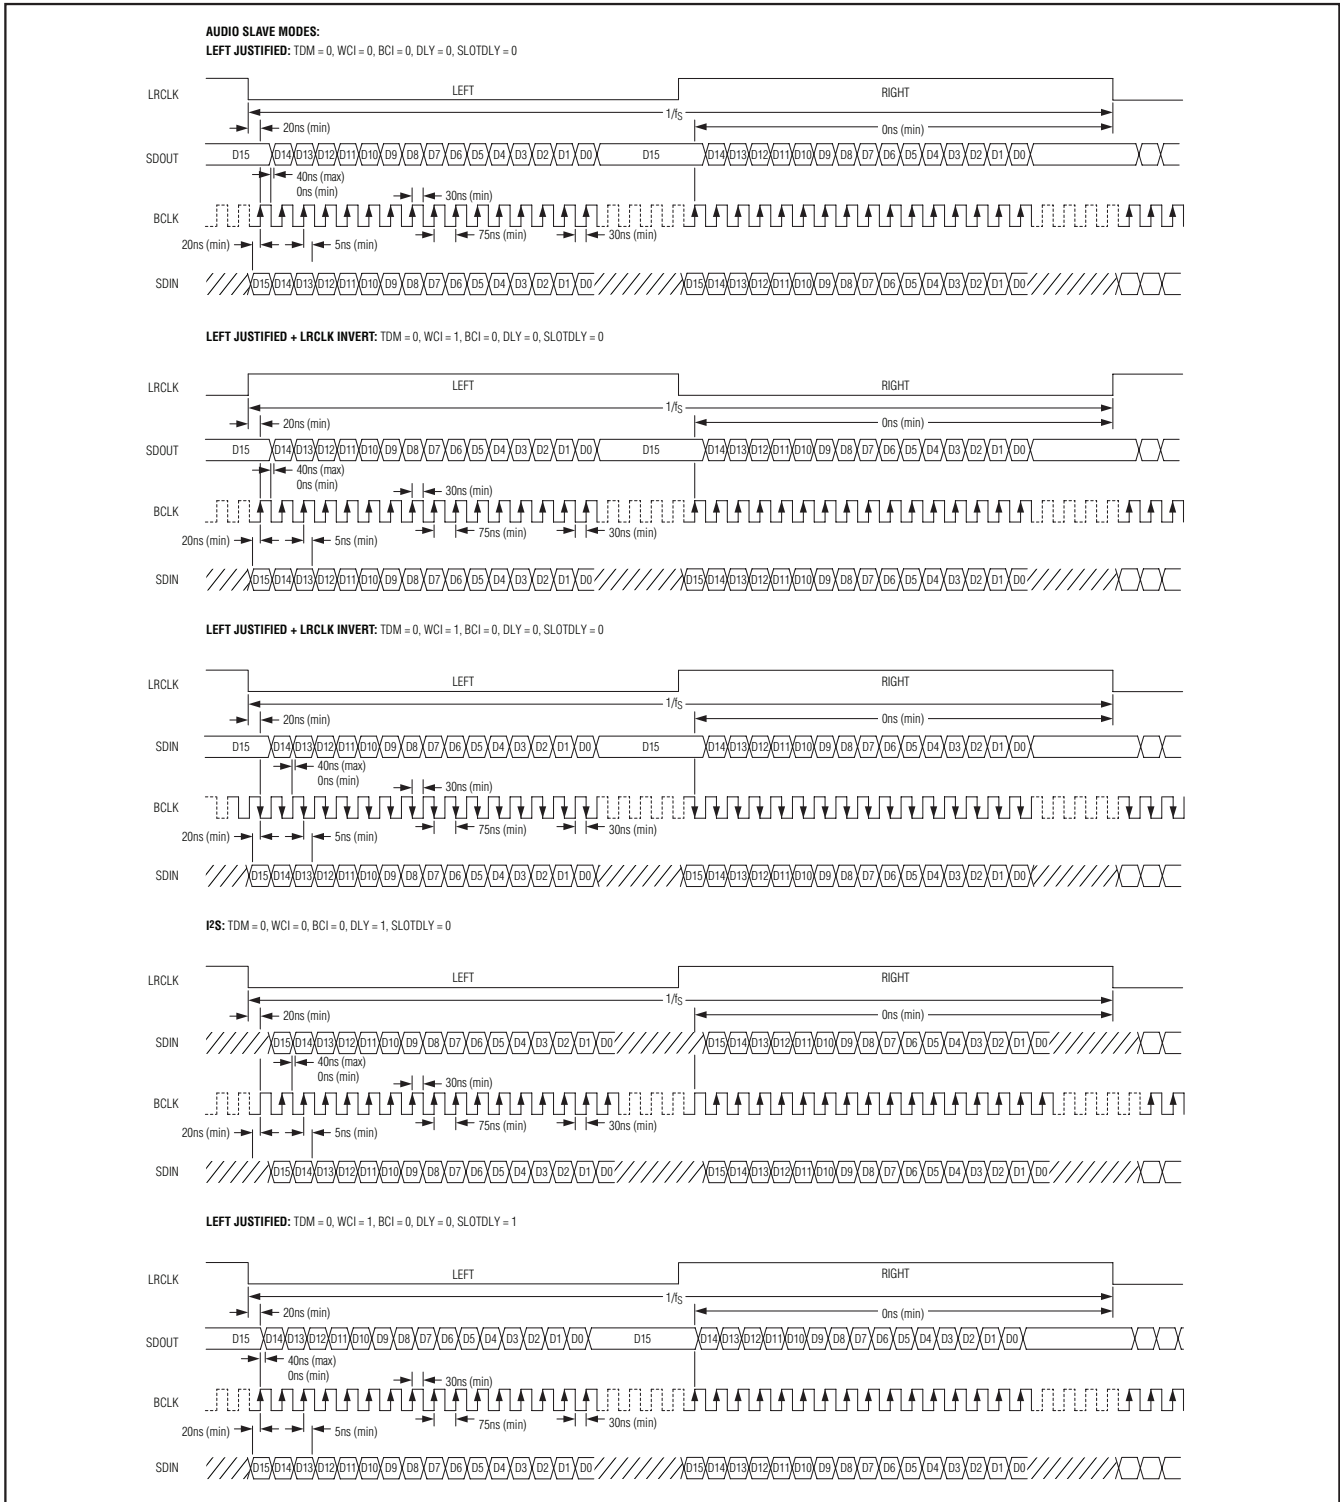 AUDIO SLAVE MODES:
LEFT JUSTIFIED: TDM = 0, WCI = 0, BCI = 0, DLY = 0, SLOTDLY = 0
LRCLK LEFT RIGHT
1/fS
20ns (min) 0ns (min)
SDOUT D15 D14 D13 D12 D11 D10 D9 D8 D7 D6 D5 D4 D3 D2 D1 D0 D15 D14 D13 D12 D11 D10 D9 D8 D7 D6 D5 D4 D3 D2 D1 D0
40ns (max)
0ns (min) 30ns (min)
BCLK
20ns (min) 5ns (min) 75ns (min) 30ns (min)
SDIN D15 D14 D13 D12 D11 D10 D9 D8 D7 D6 D5 D4 D3 D2 D1 D0 D15 D14 D13 D12 D11 D10 D9 D8 D7 D6 D5 D4 D3 D2 D1 D0
LEFT JUSTIFIED + LRCLK INVERT: TDM = 0, WCI = 1, BCI = 0, DLY = 0, SLOTDLY = 0
LRCLK LEFT RIGHT
1/fS
20ns (min) 0ns (min)
SDOUT D15 D14 D13 D12 D11 D10 D9 D8 D7 D6 D5 D4 D3 D2 D1 D0 D15 D14 D13 D12 D11 D10 D9 D8 D7 D6 D5 D4 D3 D2 D1 D0
40ns (max)
0ns (min) 30ns (min)
BCLK
20ns (min) 5ns (min) 75ns (min) 30ns (min)
SDIN D15 D14 D13 D12 D11 D10 D9 D8 D7 D6 D5 D4 D3 D2 D1 D0 D15 D14 D13 D12 D11 D10 D9 D8 D7 D6 D5 D4 D3 D2 D1 D0
LEFT JUSTIFIED + LRCLK INVERT: TDM = 0, WCI = 1, BCI = 0, DLY = 0, SLOTDLY = 0
LRCLK LEFT RIGHT
1/fS
20ns (min) 0ns (min)
SDIN D15 D14 D13 D12 D11 D10 D9 D8 D7 D6 D5 D4 D3 D2 D1 D0 D15 D14 D13 D12 D11 D10 D9 D8 D7 D6 D5 D4 D3 D2 D1 D0
40ns (max)
0ns (min) 30ns (min)
BCLK
20ns (min) 5ns (min) 75ns (min) 30ns (min)
SDIN D15 D14 D13 D12 D11 D10 D9 D8 D7 D6 D5 D4 D3 D2 D1 D0 D15 D14 D13 D12 D11 D10 D9 D8 D7 D6 D5 D4 D3 D2 D1 D0
I2S: TDM = 0, WCI = 0, BCI = 0, DLY = 1, SLOTDLY = 0
LRCLK LEFT RIGHT
1/fS
20ns (min) 0ns (min)
SDIN D15 D14 D13 D12 D11 D10 D9 D8 D7 D6 D5 D4 D3 D2 D1 D0 D15 D14 D13 D12 D11 D10 D9 D8 D7 D6 D5 D4 D3 D2 D1 D0
40ns (max)
0ns (min) 30ns (min)
BCLK
20ns (min) 5ns (min) 75ns (min) 30ns (min)
SDIN D15 D14 D13 D12 D11 D10 D9 D8 D7 D6 D5 D4 D3 D2 D1 D0 D15 D14 D13 D12 D11 D10 D9 D8 D7 D6 D5 D4 D3 D2 D1 D0
LEFT JUSTIFIED: TDM = 0, WCI = 1, BCI = 0, DLY = 0, SLOTDLY = 1
LRCLK LEFT RIGHT
1/fS
20ns (min) 0ns (min)
SDOUT D15 D14 D13 D12 D11 D10 D9 D8 D7 D6 D5 D4 D3 D2 D1 D0 D15 D14 D13 D12 D11 D10 D9 D8 D7 D6 D5 D4 D3 D2 D1 D0
40ns (max)
0ns (min) 30ns (min)
BCLK
20ns (min) 5ns (min) 75ns (min) 30ns (min)
SDIN D15 D14 D13 D12 D11 D10 D9 D8 D7 D6 D5 D4 D3 D2 D1 D0 D15 D14 D13 D12 D11 D10 D9 D8 D7 D6 D5 D4 D3 D2 D1 D0